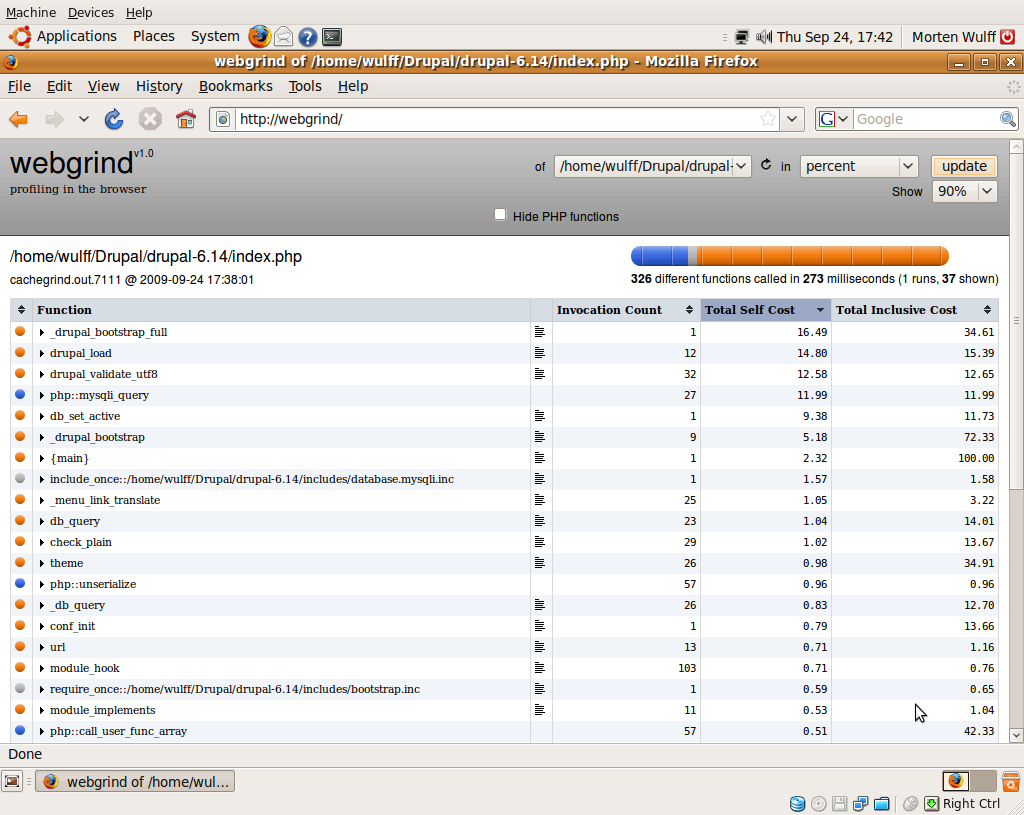 Machine Devices Help
Applications Places System Thu Sep 24, 17:42 Morten Wulff
webgrind of /home/wulff/Drupal/drupal-6.14/index.php - Mozilla Firefox
File Edit View History Bookmarks Tools Help
http://webgrind/ G Google
webgrind v1.0 of /home/wulff/Drupal/drupal- in percent update
profiling in the browser Show 90%
Hide PHP functions
/home/wulff/Drupal/drupal-6.14/index.php
cachegrind.out.7111 @ 2009-09-24 17:38:01 326 different functions called in 273 milliseconds (1 runs, 37 shown)
Function Invocation Count Total Self Cost Total Inclusive Cost
_drupal_bootstrap_full 1 16.49 34.61
drupal_load 12 14.80 15.39
drupal_validate_utf8 32 12.58 12.65
php::mysqli_query 27 11.99 11.99
db_set_active 1 9.38 11.73
_drupal_bootstrap 9 5.18 72.33
{main} 1 2.32 100.00
include_once::/home/wulff/Drupal/drupal-6.14/includes/database.mysqli.inc 1 1.57 1.58
_menu_link_translate 25 1.05 3.22
db_query 23 1.04 14.01
check_plain 29 1.02 13.67
theme 26 0.98 34.91
php::unserialize 57 0.96 0.96
_db_query 26 0.83 12.70
conf_init 1 0.79 13.66
url 13 0.71 1.16
module_hook 103 0.71 0.76
require_once::/home/wulff/Drupal/drupal-6.14/includes/bootstrap.inc 1 0.59 0.65
module_implements 11 0.53 1.04
php::call_user_func_array 57 0.51 42.33
Done
webgrind of /home/wul...
Right Ctrl